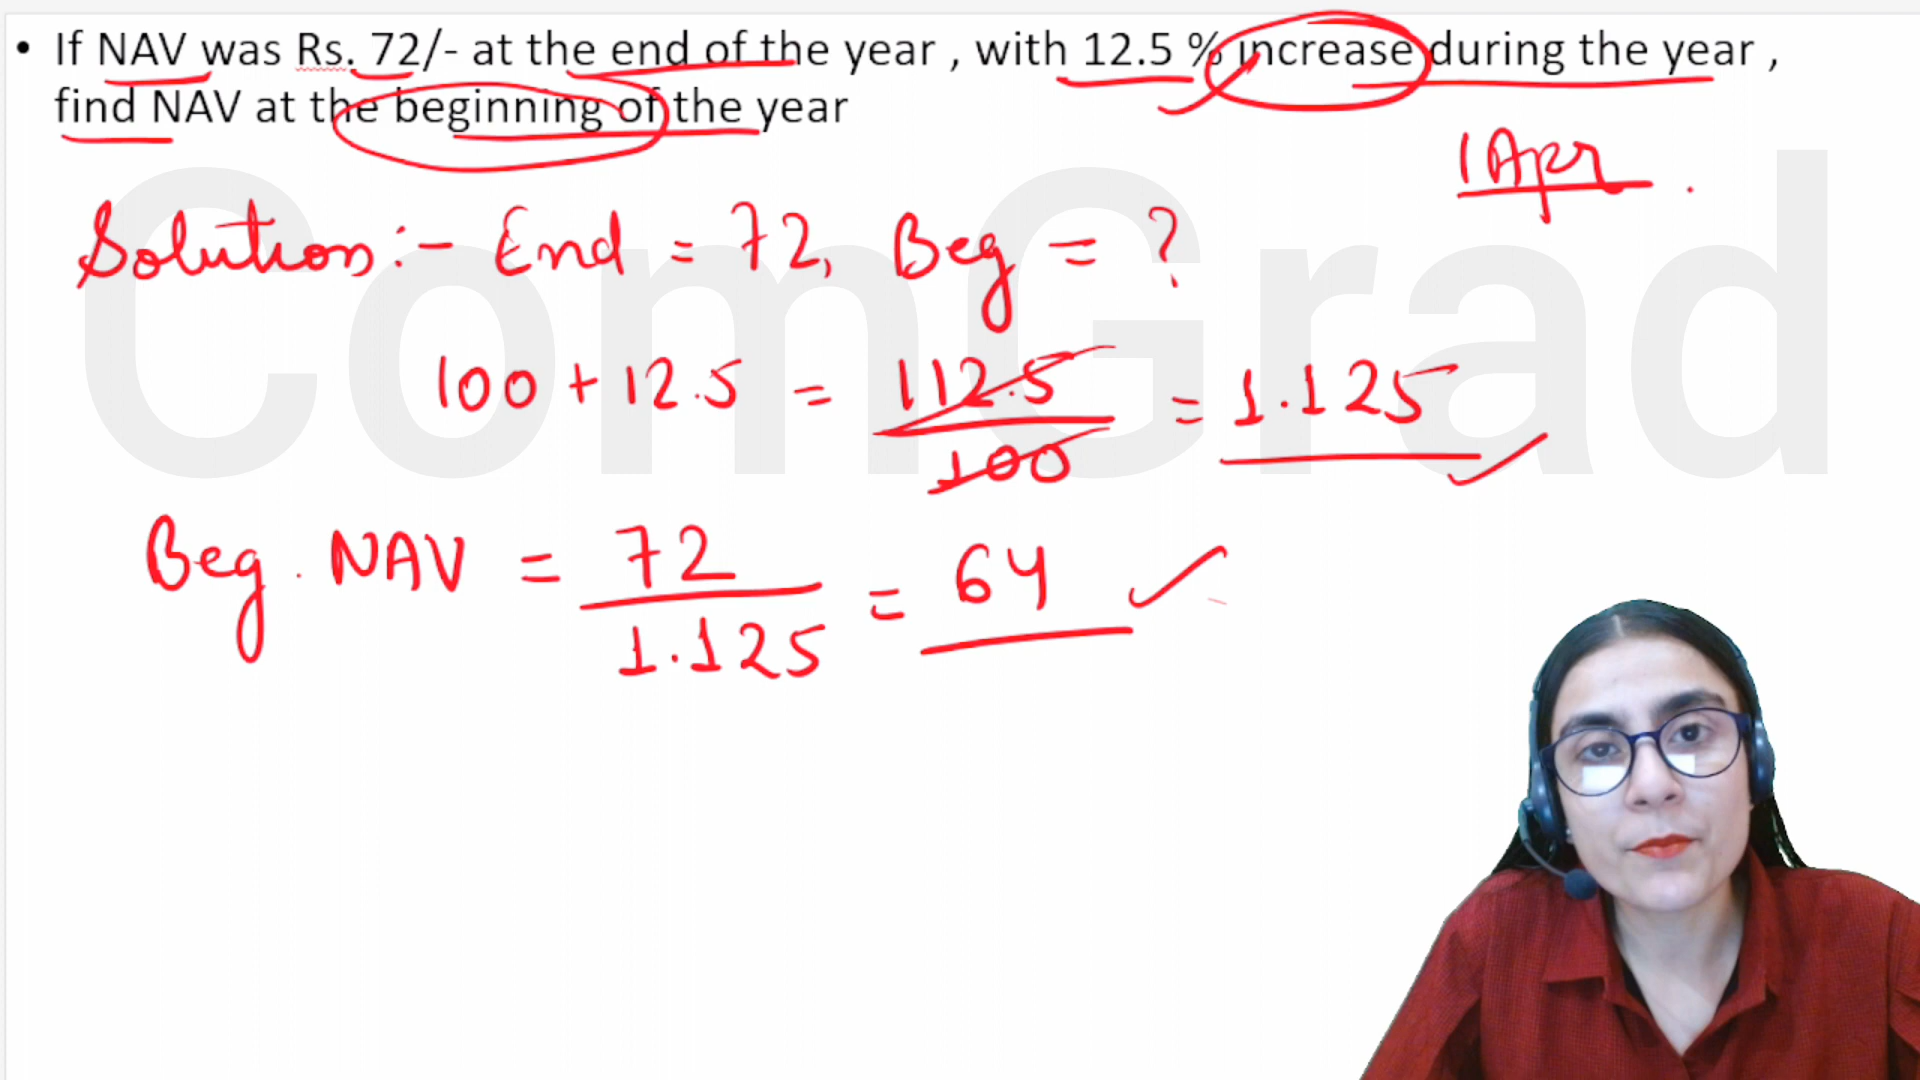 • If NAV was Rs. 72/- at the end of the year , with 12.5 % increase during the year ,
find NAV at the beginning of the year
1 Apr .
Solution:- End = 72, Beg = ?
100 + 12.5 = 112.5/100 = 1.125
Beg. NAV = 72/1.125 = 64
ComGrad